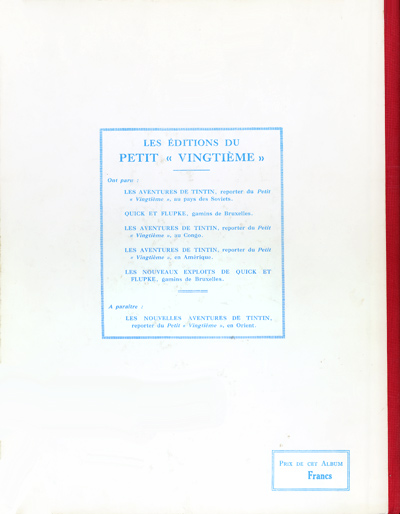 LES ÉDITIONS DU
PETIT « VINGTIÈME »
Ont paru :
LES AVENTURES DE TINTIN, reporter du Petit
« Vingtième », au pays des Soviets.
QUICK ET FLUPKE, gamins de Bruxelles.
LES AVENTURES DE TINTIN, reporter du Petit
« Vingtième », au Congo.
LES AVENTURES DE TINTIN, reporter du Petit
« Vingtième », en Amérique.
LES NOUVEAUX EXPLOITS DE QUICK ET
FLUPKE, gamins de Bruxelles.
A paraître :
LES NOUVELLES AVENTURES DE TINTIN,
reporter du Petit « Vingtième », en Orient.
PRIX DE CET ALBUM
Francs